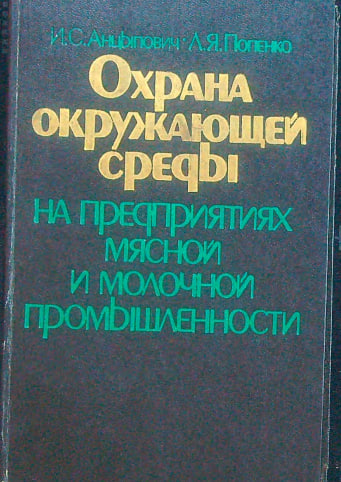 И.С.Анцыпович·Л.Я.Попенко
Охрана
окружающей
среды
на предприятиях
мясной
и молочной
промышленности